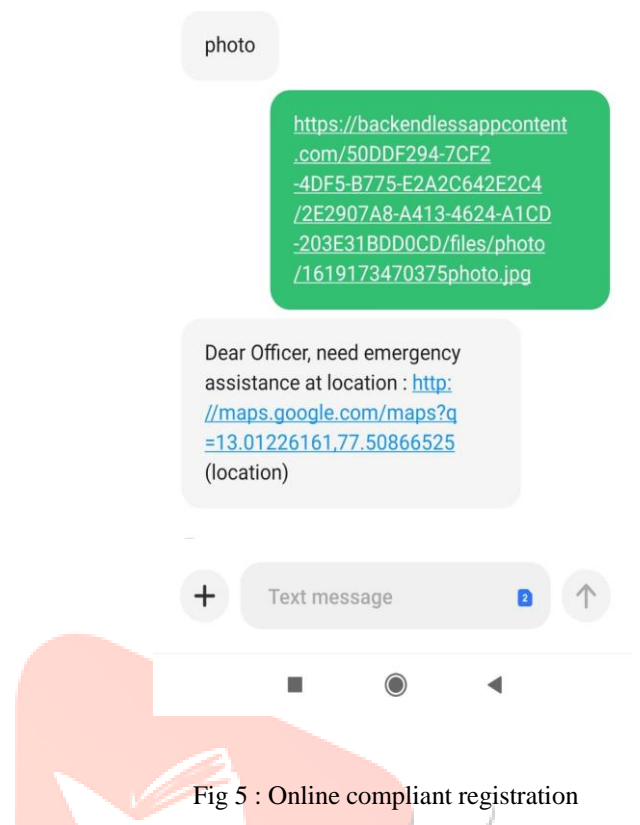 photo
https://backendlessappcontent
.com/50DDF294-7CF2
-4DF5-B775-E2A2C642E2C4
/2E2907A8-A413-4624-A1CD
-203E31BDD0CD/files/photo
/1619173470375photo.jpg
Dear Officer, need emergency
assistance at location : http:
//maps.google.com/maps?q
=13.01226161,77.50866525
(location)
Text message
2
Fig 5 : Online compliant registration